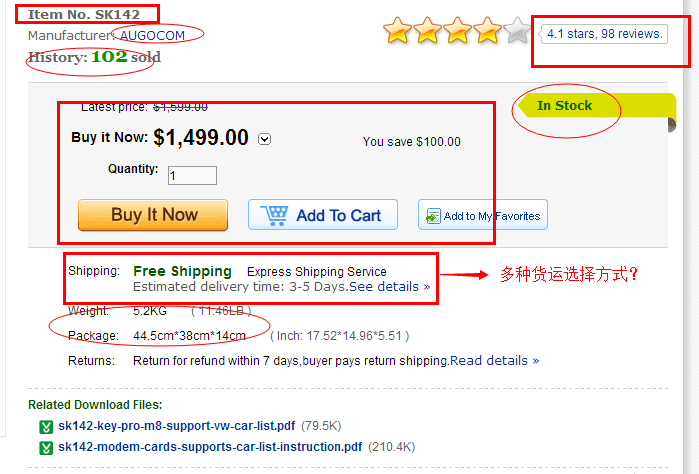 Item No. SK142
Manufacturer: AUGOCOM
4.1 stars, 98 reviews.
History: 102 sold
In Stock
Latest price: $1,599.00
Buy it Now: $1,499.00
You save $100.00
Quantity: 1
Buy It Now
Add To Cart
Add to My Favorites
Shipping: Free Shipping Express Shipping Service
Estimated delivery time: 3-5 Days.See details »
多种货运选择方式?
Weight: 5.2KG ( 11.46LB )
Package: 44.5cm*38cm*14cm ( Inch: 17.52*14.96*5.51 )
Returns: Return for refund within 7 days,buyer pays return shipping.Read details »
Related Download Files:
sk142-key-pro-m8-support-vw-car-list.pdf (79.5K)
sk142-modem-cards-supports-car-list-instruction.pdf (210.4K)